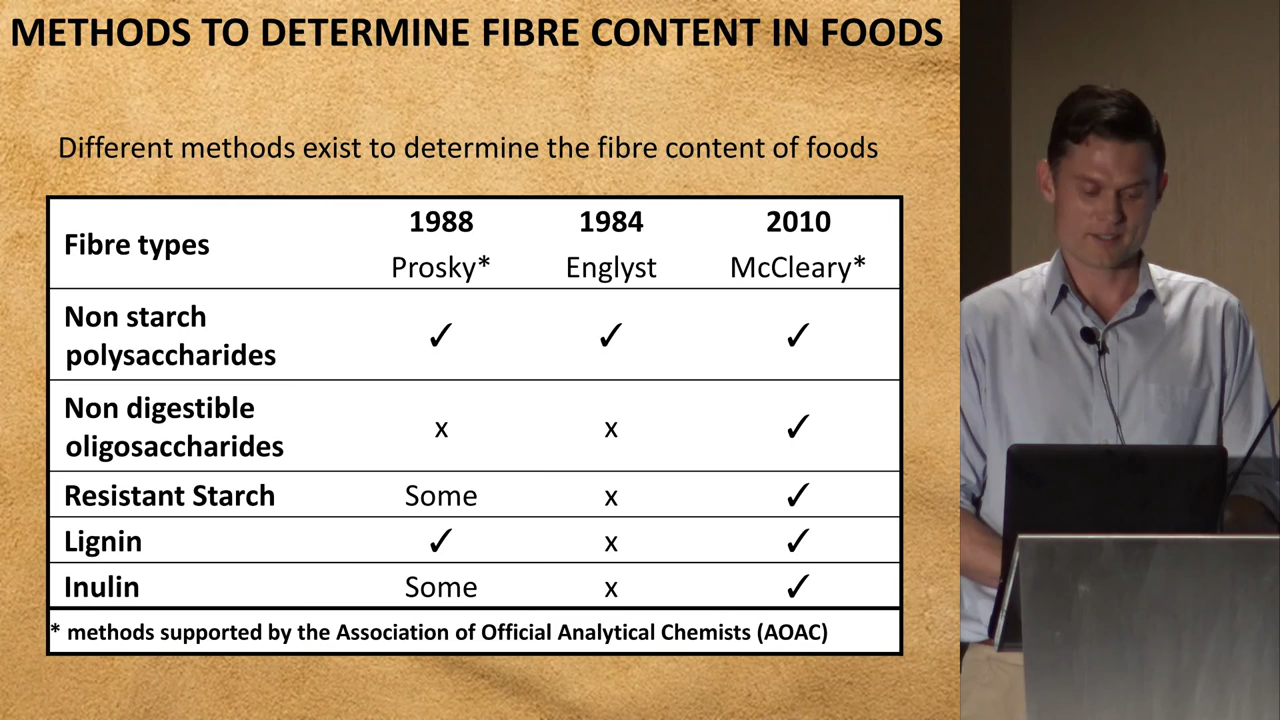 METHODS TO DETERMINE FIBRE CONTENT IN FOODS
Different methods exist to determine the fibre content of foods
Fibre types
1988 1984 2010
Prosky* Englyst McCleary*
Non starch
polysaccharides ✓ ✓ ✓
Non digestible
oligosaccharides x x ✓
Resistant Starch Some x ✓
Lignin ✓ x ✓
Inulin Some x ✓
* methods supported by the Association of Official Analytical Chemists (AOAC)